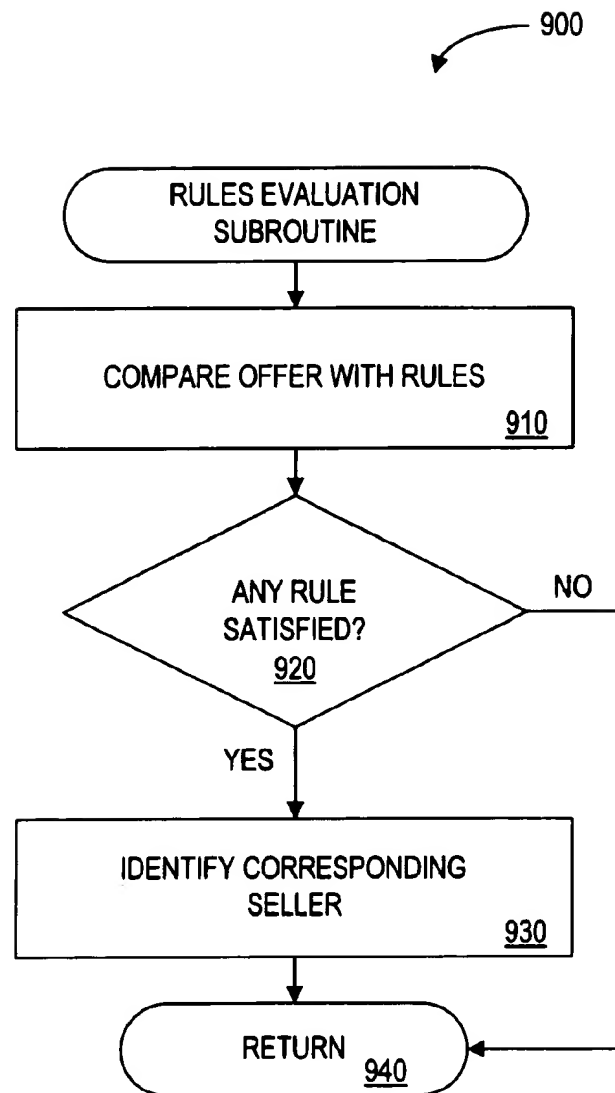 900
RULES EVALUATION
SUBROUTINE
COMPARE OFFER WITH RULES
910
ANY RULE
SATISFIED?
920
NO
YES
IDENTIFY CORRESPONDING
SELLER
930
RETURN
940